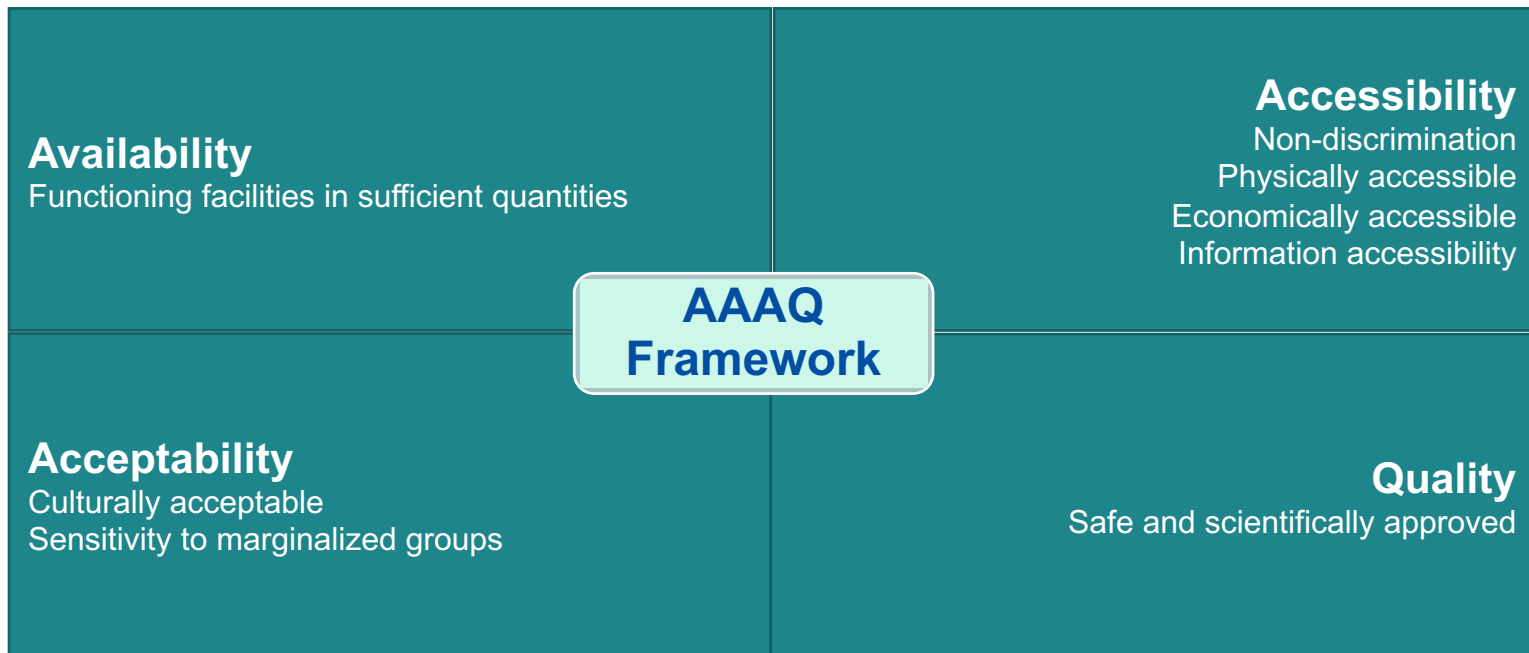 Availability
Functioning facilities in sufficient quantities
Accessibility
Non-discrimination
Physically accessible
Economically accessible
Information accessibility
AAAQ
Framework
Acceptability
Culturally acceptable
Sensitivity to marginalized groups
Quality
Safe and scientifically approved